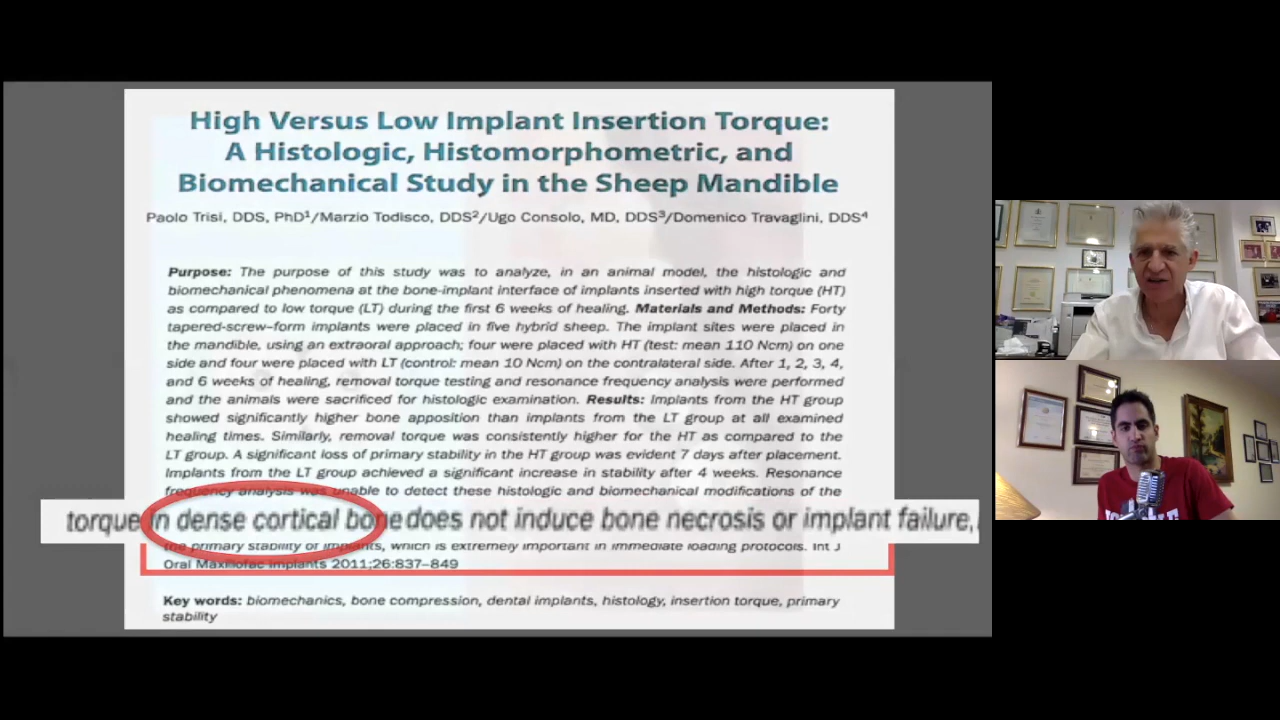 High Versus Low Implant Insertion Torque:
A Histologic, Histomorphometric, and
Biomechanical Study in the Sheep Mandible
Paolo Trisi, DDS, PhD1/Marzio Todisco, DDS2/Ugo Consolo, MD, DDS3/Domenico Travaglini, DDS4
Purpose: The purpose of this study was to analyze, in an animal model, the histologic and
biomechanical phenomena at the bone-implant interface of implants inserted with high torque (HT)
as compared to low torque (LT) during the first 6 weeks of healing. Materials and Methods: Forty
tapered-screw–form implants were placed in five hybrid sheep. The implant sites were placed in
the mandible, using an extraoral approach; four were placed with HT (test: mean 110 Ncm) on one
side and four were placed with LT (control: mean 10 Ncm) on the contralateral side. After 1, 2, 3, 4,
and 6 weeks of healing, removal torque testing and resonance frequency analysis were performed
and the animals were sacrificed for histologic examination. Results: Implants from the HT group
showed significantly higher bone apposition than implants from the LT group at all examined
healing times. Similarly, removal torque was consistently higher for the HT as compared to the
LT group. A significant loss of primary stability in the HT group was evident 7 days after placement.
Implants from the LT group achieved a significant increase in stability after 4 weeks. Resonance
frequency analysis was unable to detect these histologic and biomechanical modifications of the
torque in dense cortical bone does not induce bone necrosis or implant failure,
the primary stability of implants, which is extremely important in immediate loading protocols. Int J
Oral Maxillofac Implants 2011;26:837–849
Key words: biomechanics, bone compression, dental implants, histology, insertion torque, primary
stability